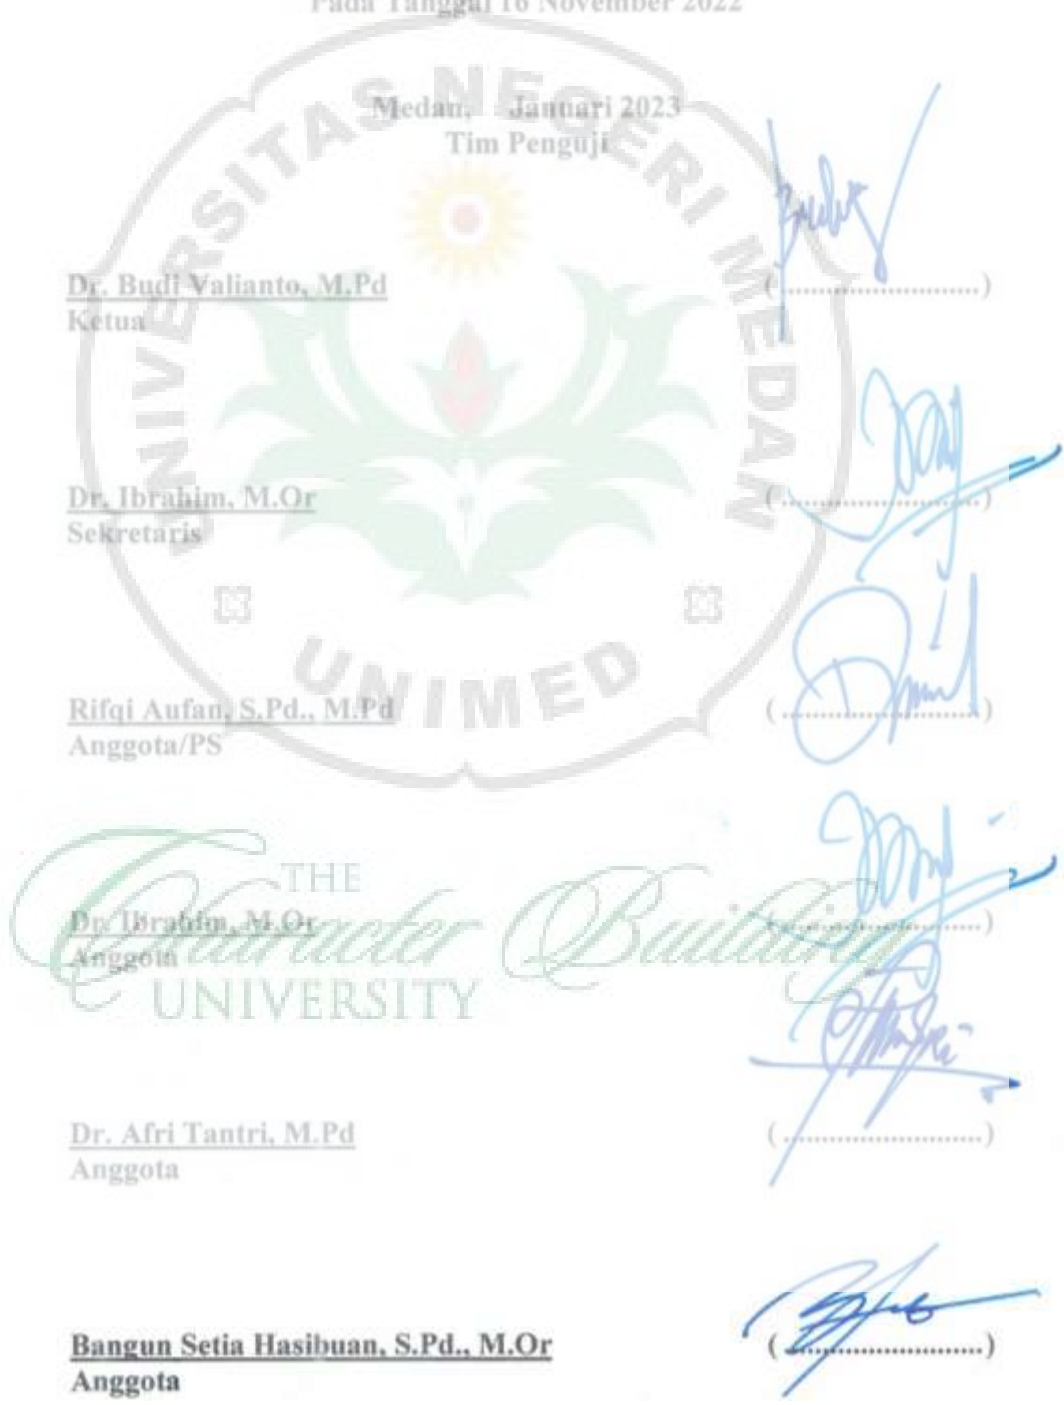 Pada Tanggal 16 November 2022
Medan, Januari 2023
Tim Penguji
Dr. Budi Valianto, M.Pd
Ketua
(..........................)
Dr. Ibrahim, M.Or
Sekretaris
(..........................)
Rifqi Aufan, S.Pd., M.Pd
Anggota/PS
(..........................)
Dr. Ibrahim, M.Or
Anggota
(..........................)
Dr. Afri Tantri, M.Pd
Anggota
(..........................)
Bangun Setia Hasibuan, S.Pd., M.Or
Anggota
(..........................)
UNIVERSITAS NEGERI MEDAN
UNIMED
THE
Character Building
UNIVERSITY